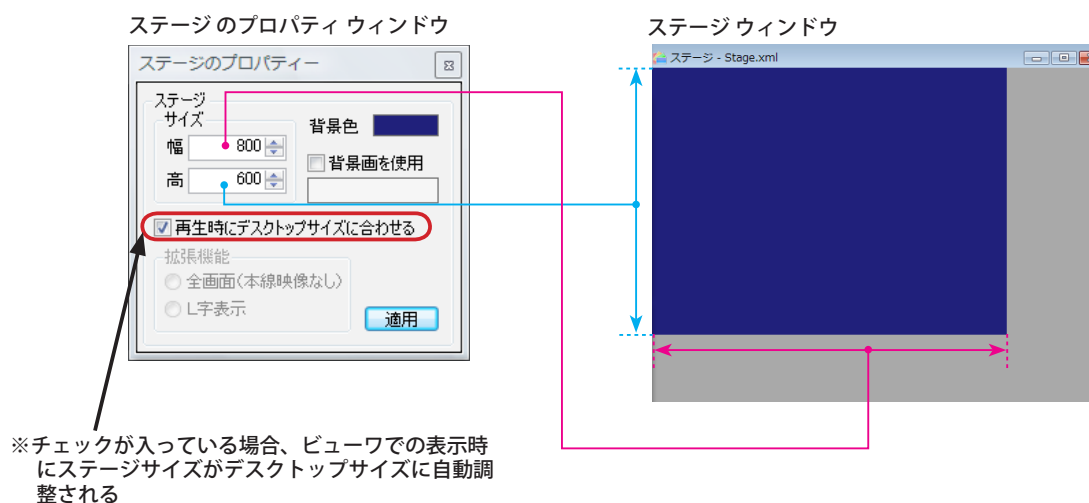 ステージ のプロパティ ウィンドウ
ステージのプロパティー
ステージ
サイズ
幅 800
高 600
背景色
背景画を使用
再生時にデスクトップサイズに合わせる
拡張機能
全画面(本線映像なし)
L字表示
適用
※チェックが入っている場合、ビューワでの表示時
にステージサイズがデスクトップサイズに自動調
整される
ステージ ウィンドウ
ステージ - Stage.xml